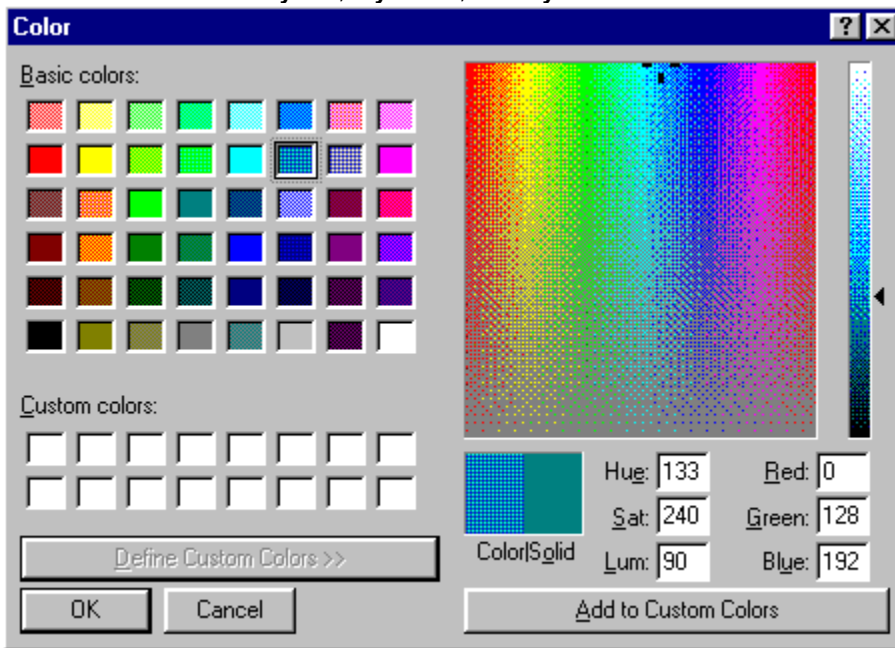 Color
Basic colors:
Custom colors:
Define Custom Colors >>
OK Cancel
Color|Solid
Hue: 133 Red: 0
Sat: 240 Green: 128
Lum: 90 Blue: 192
Add to Custom Colors